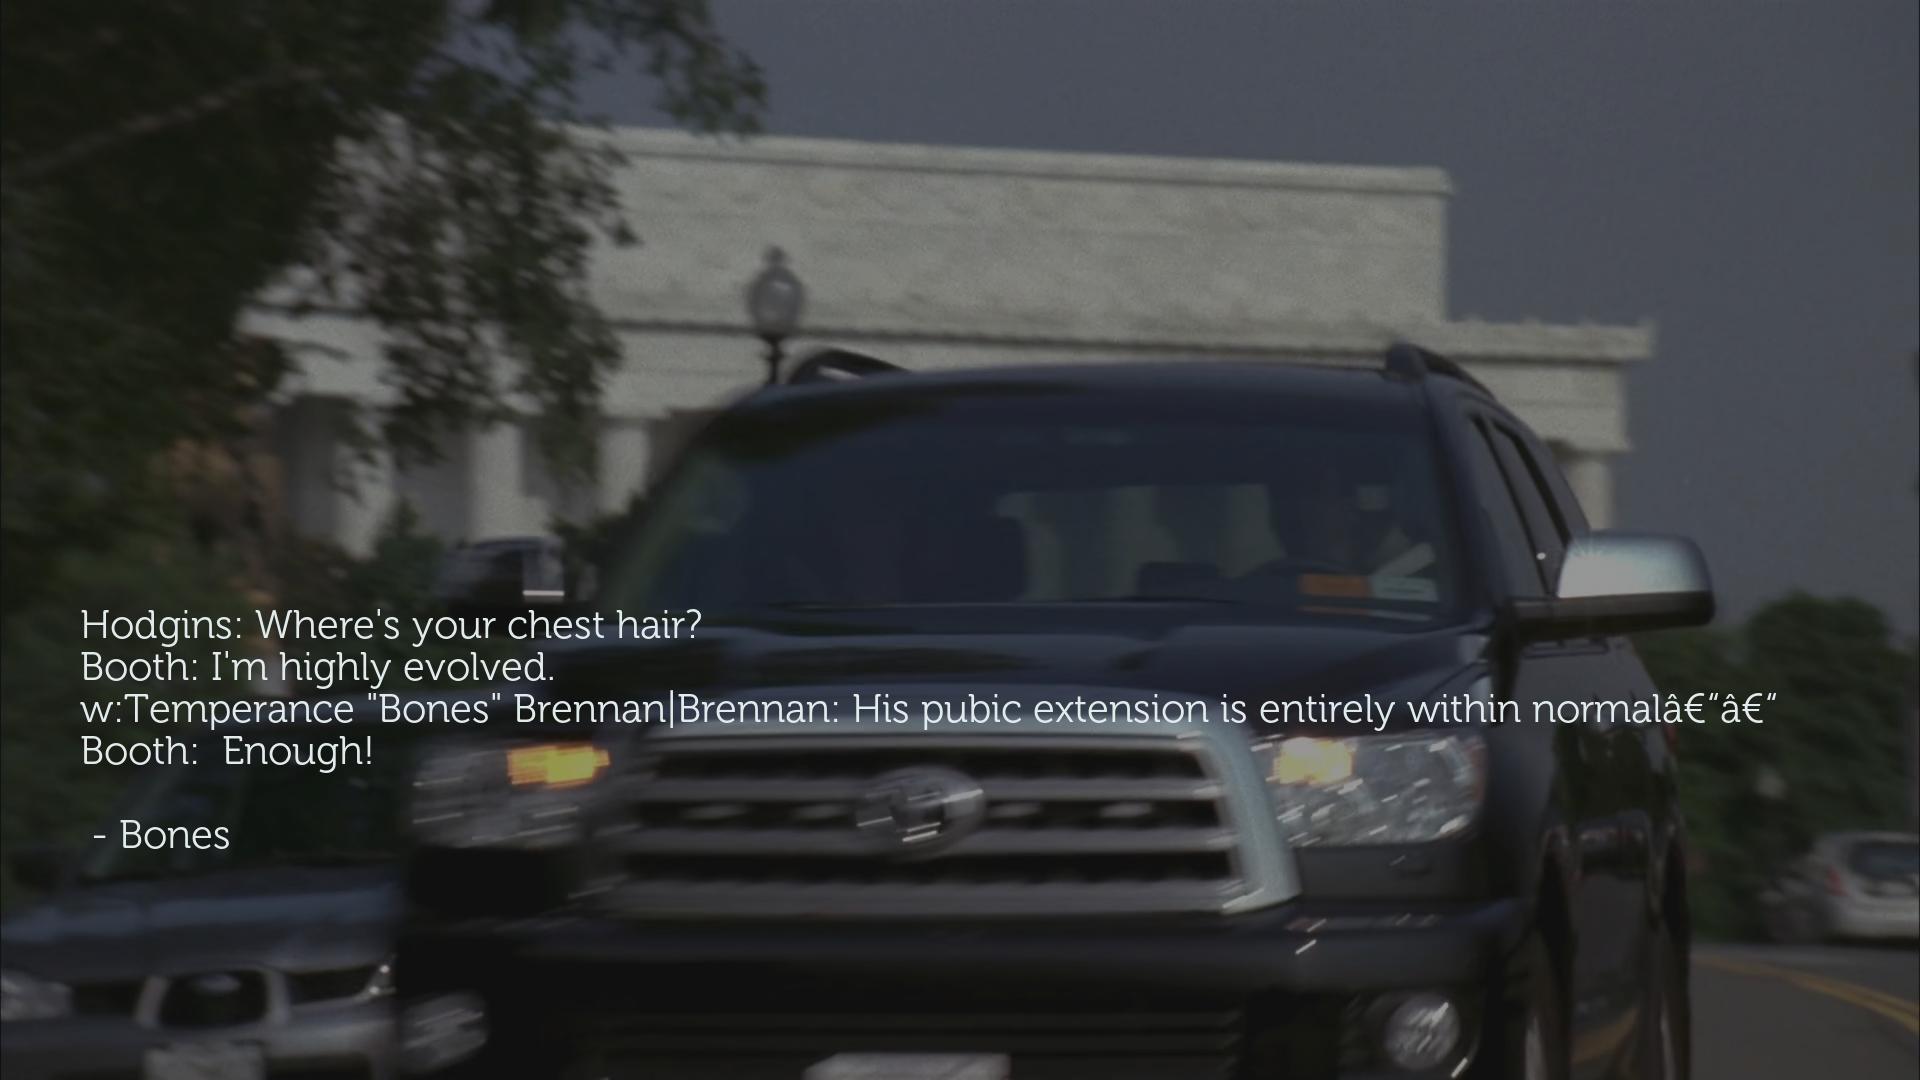 Hodgins: Where's your chest hair?
Booth: I'm highly evolved.
w:Temperance "Bones" Brennan|Brennan: His pubic extension is entirely within normalâ€“â€“
Booth:  Enough!
- Bones